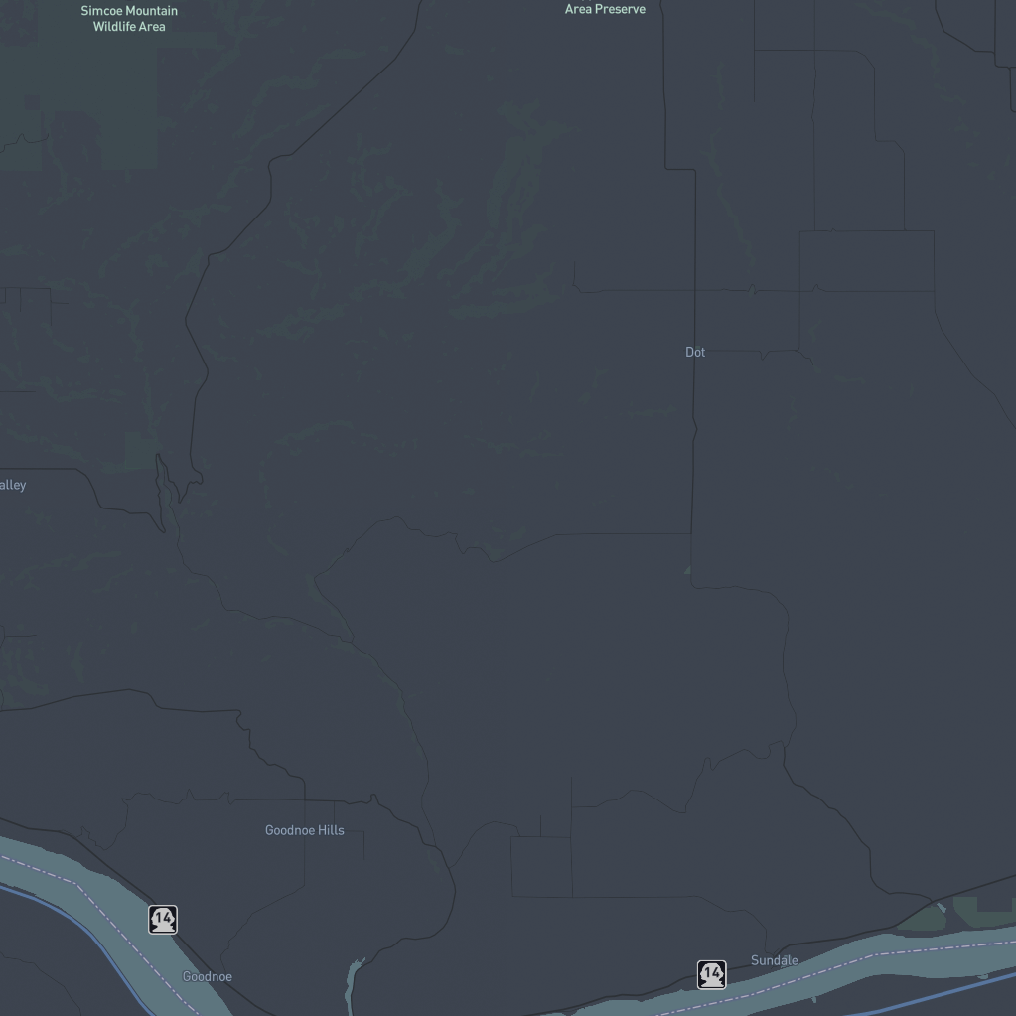 Simcoe Mountain
Wildlife Area
Area Preserve
Dot
alley
Goodnoe Hills
14
Goodnoe
Sundale
14